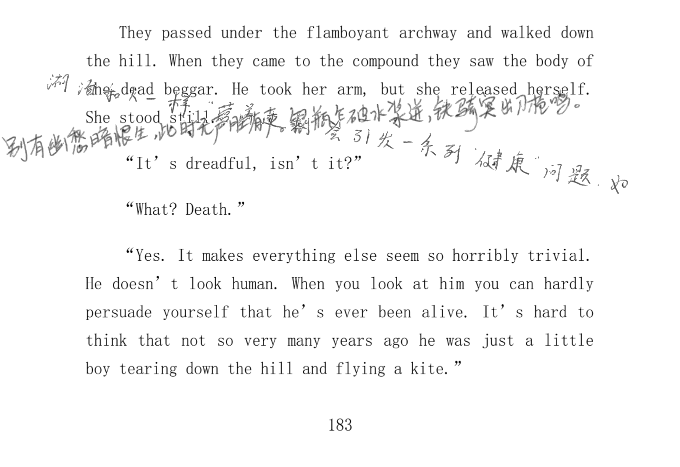 They passed under the flamboyant archway and walked down
the hill. When they came to the compound they saw the body of
the dead beggar. He took her arm, but she released herself.
湖泊和人一样，
She stood still.
会引发一系列“健康”问题，如
别有幽愁暗恨生，此时无声胜有声。银瓶乍破水浆迸，铁骑突出刀枪鸣。
“It’s dreadful, isn’t it?”
“What? Death.”
“Yes. It makes everything else seem so horribly trivial.
He doesn’t look human. When you look at him you can hardly
persuade yourself that he’s ever been alive. It’s hard to
think that not so very many years ago he was just a little
boy tearing down the hill and flying a kite.”
183